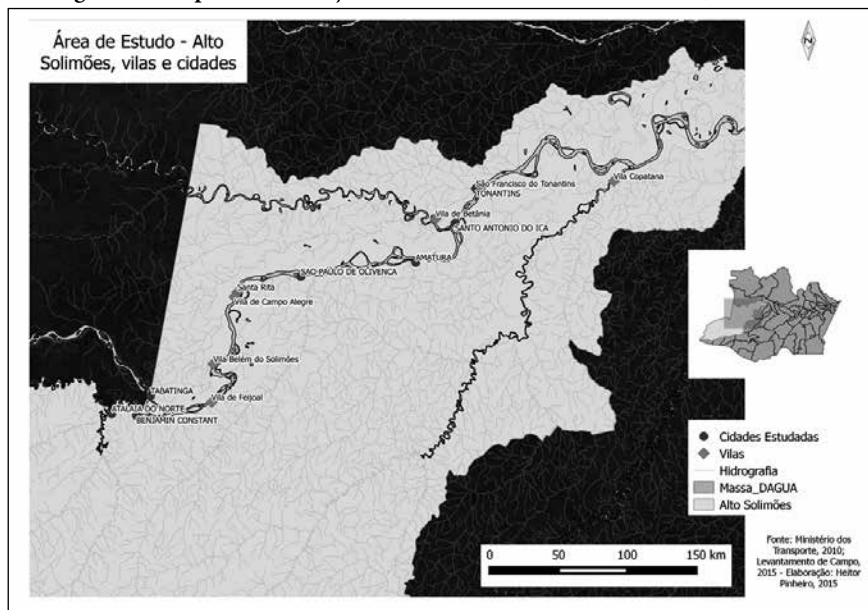 Área de Estudo - Alto
Solimões, vilas e cidades
N
São Francisco do Tonantins
TONANTINS
Vila Copatana
Vila de Betânia
SANTO ANTONIO DO ICA
AMATURA
SAO PAULO DE OLIVENCA
Santa Rita
Vila de Campo Alegre
Vila Belém do Solimões
TABATINGA
Vila de Feijoal
ATALAIA DO NORTE
BENJAMIN CONSTANT
Cidades Estudadas
Vilas
Hidrografia
Massa_DAGUA
Alto Solimões
0 50 100 150 km
Fonte: Ministério dos
Transporte, 2010;
Levantamento de Campo,
2015 - Elaboração: Heitor
Pinheiro, 2015